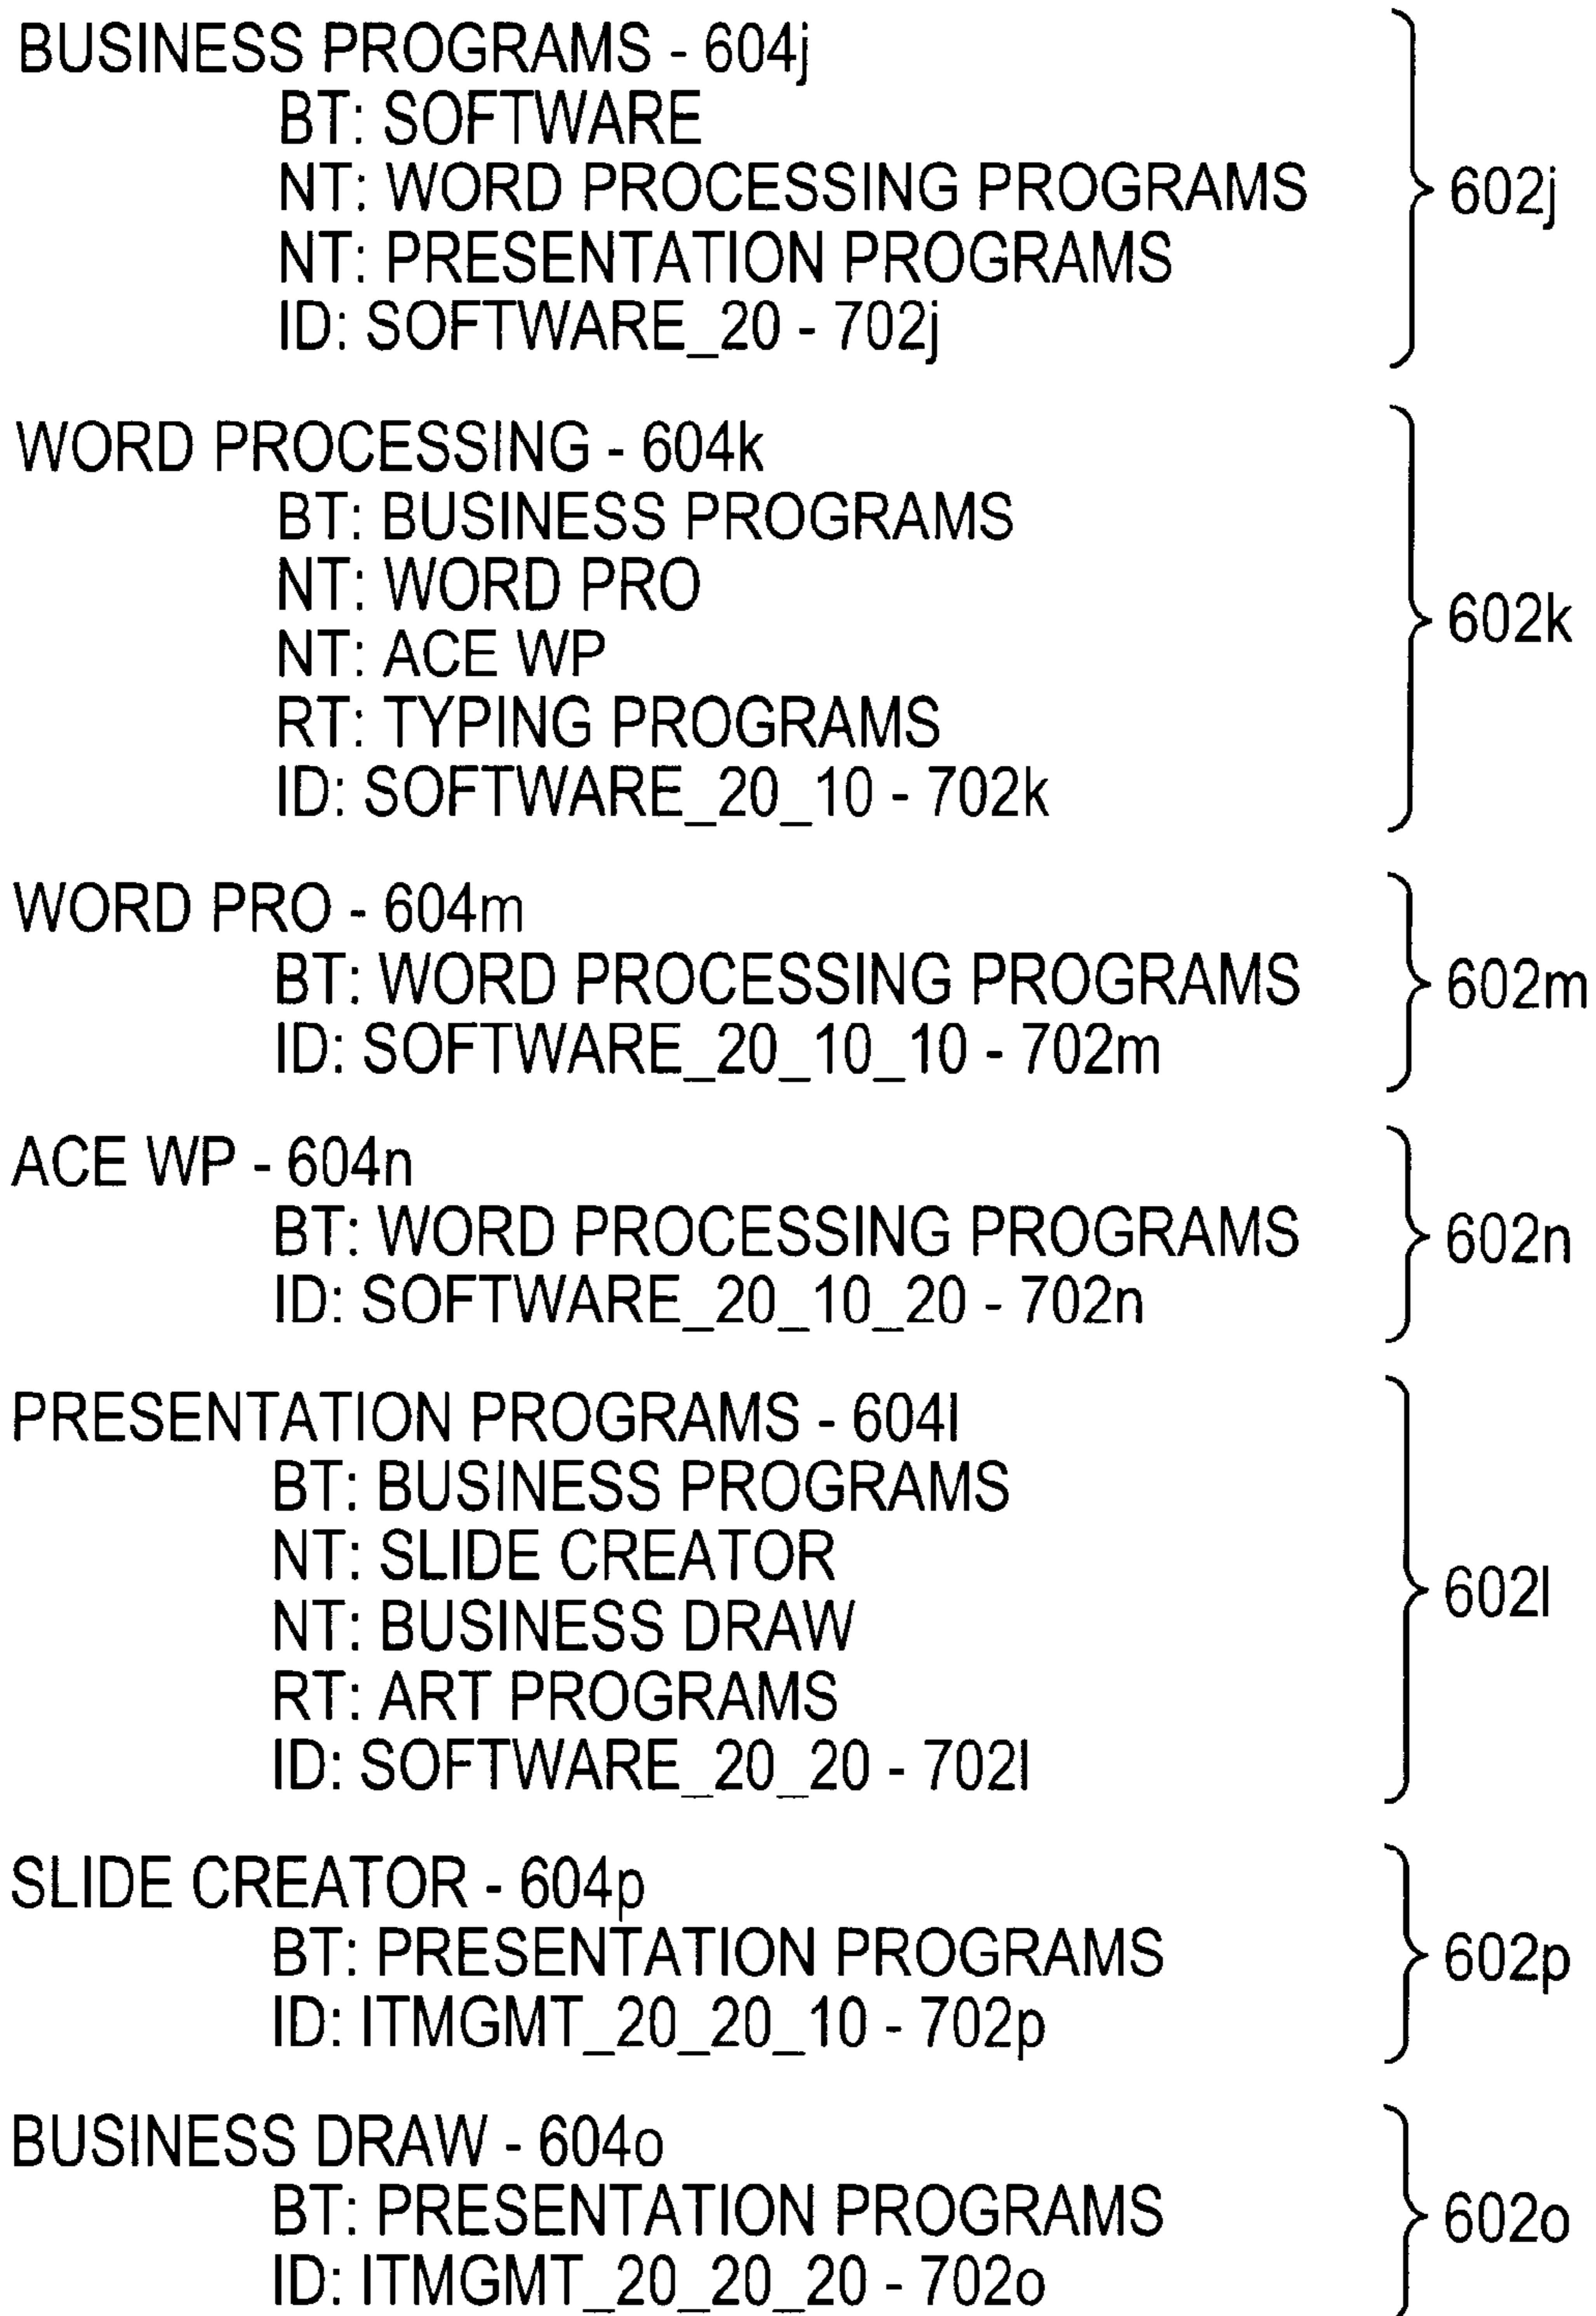 BUSINESS PROGRAMS - 604j
BT: SOFTWARE
NT: WORD PROCESSING PROGRAMS
NT: PRESENTATION PROGRAMS
ID: SOFTWARE_20 - 702j
602j
WORD PROCESSING - 604k
BT: BUSINESS PROGRAMS
NT: WORD PRO
NT: ACE WP
RT: TYPING PROGRAMS
ID: SOFTWARE_20_10 - 702k
602k
WORD PRO - 604m
BT: WORD PROCESSING PROGRAMS
ID: SOFTWARE_20_10_10 - 702m
602m
ACE WP - 604n
BT: WORD PROCESSING PROGRAMS
ID: SOFTWARE_20_10_20 - 702n
602n
PRESENTATION PROGRAMS - 604l
BT: BUSINESS PROGRAMS
NT: SLIDE CREATOR
NT: BUSINESS DRAW
RT: ART PROGRAMS
ID: SOFTWARE_20_20 - 702l
602l
SLIDE CREATOR - 604p
BT: PRESENTATION PROGRAMS
ID: ITMGMT_20_20_10 - 702p
602p
BUSINESS DRAW - 604o
BT: PRESENTATION PROGRAMS
ID: ITMGMT_20_20_20 - 702o
602o